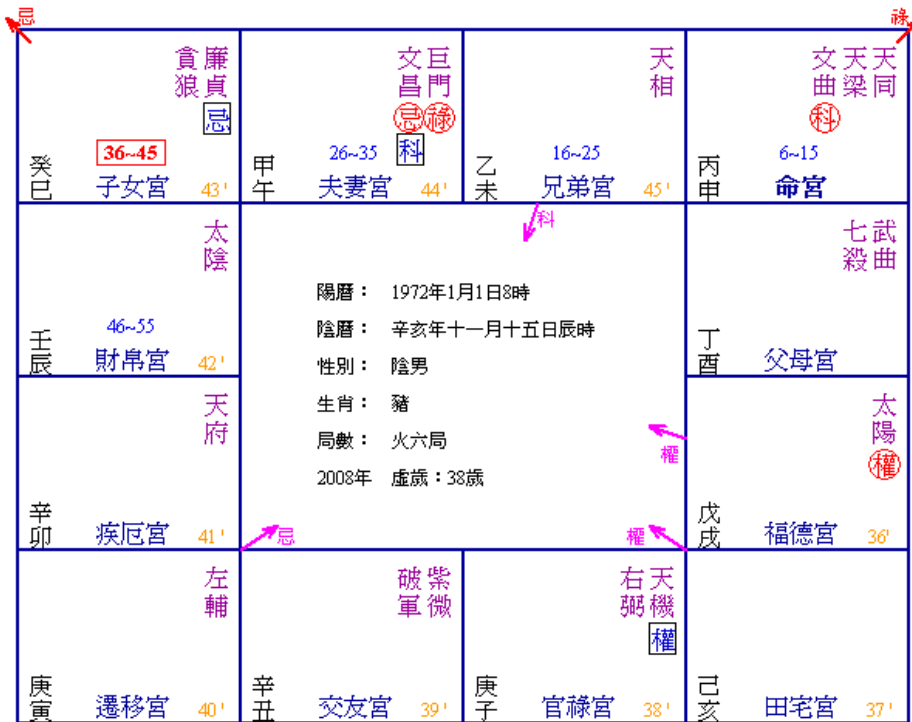 忌
祿
廉貞
貪狼
忌
36~45
癸巳
子女宮
43'
巨門
文昌
忌祿
科
26~35
甲午
夫妻宮
44'
天相
16~25
乙未
兄弟宮
45'
天同
天梁
文曲
科
6~15
丙申
命宮
太陰
46~55
壬辰
財帛宮
42'
科
陽曆： 1972年1月1日8時
陰曆： 辛亥年十一月十五日辰時
性別： 陰男
生肖： 豬
局數： 火六局
2008年 虛歲：38歲
權
忌
權
武曲
七殺
丁酉
父母宮
天府
辛卯
疾厄宮
41'
太陽
權
戊戌
福德宮
36'
左輔
庚寅
遷移宮
40'
紫微
破軍
辛丑
交友宮
39'
天機
右弼
權
庚子
官祿宮
38'
己亥
田宅宮
37'